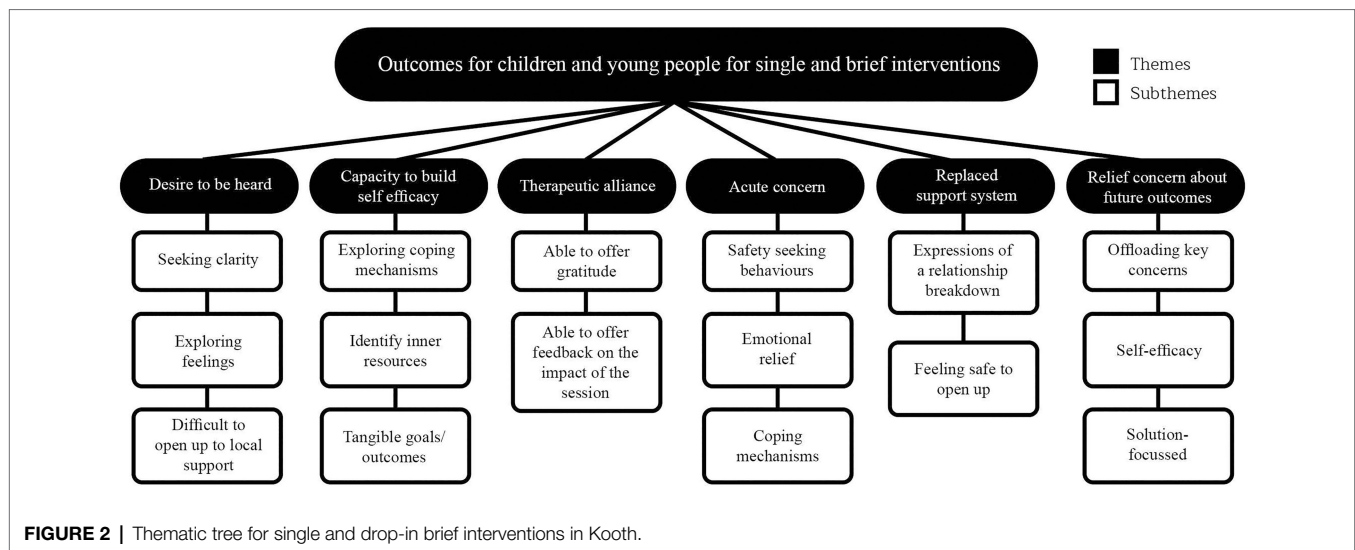 Outcomes for children and young people for single and brief interventions
Themes
Subthemes
Desire to be heard
Seeking clarity
Exploring
feelings
Difficult to
open up to local
support
Capacity to build
self efficacy
Exploring coping
mechanisms
Identify inner
resources
Tangible goals/
outcomes
Therapeutic alliance
Able to offer
gratitude
Able to offer
feedback on the
impact of the
session
Acute concern
Safety seeking
behaviours
Emotional
relief
Coping
mechanisms
Replaced
support system
Expressions of
a relationship
breakdown
Feeling safe to
open up
Relief concern about
future outcomes
Offloading key
concerns
Self-efficacy
Solution-
focussed
FIGURE 2 | Thematic tree for single and drop-in brief interventions in Kooth.